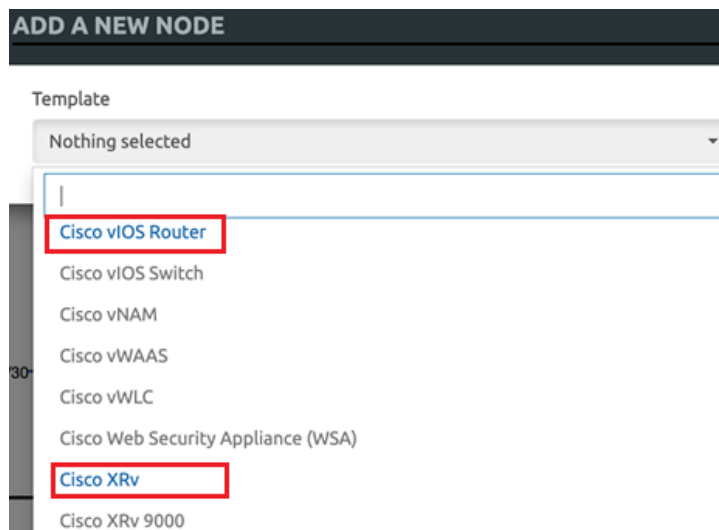 ADD A NEW NODE
Template
Nothing selected
Cisco vIOS Router
Cisco vIOS Switch
Cisco vNAM
Cisco vWAAS
/30
Cisco vWLC
Cisco Web Security Appliance (WSA)
Cisco XRv
Cisco XRv 9000